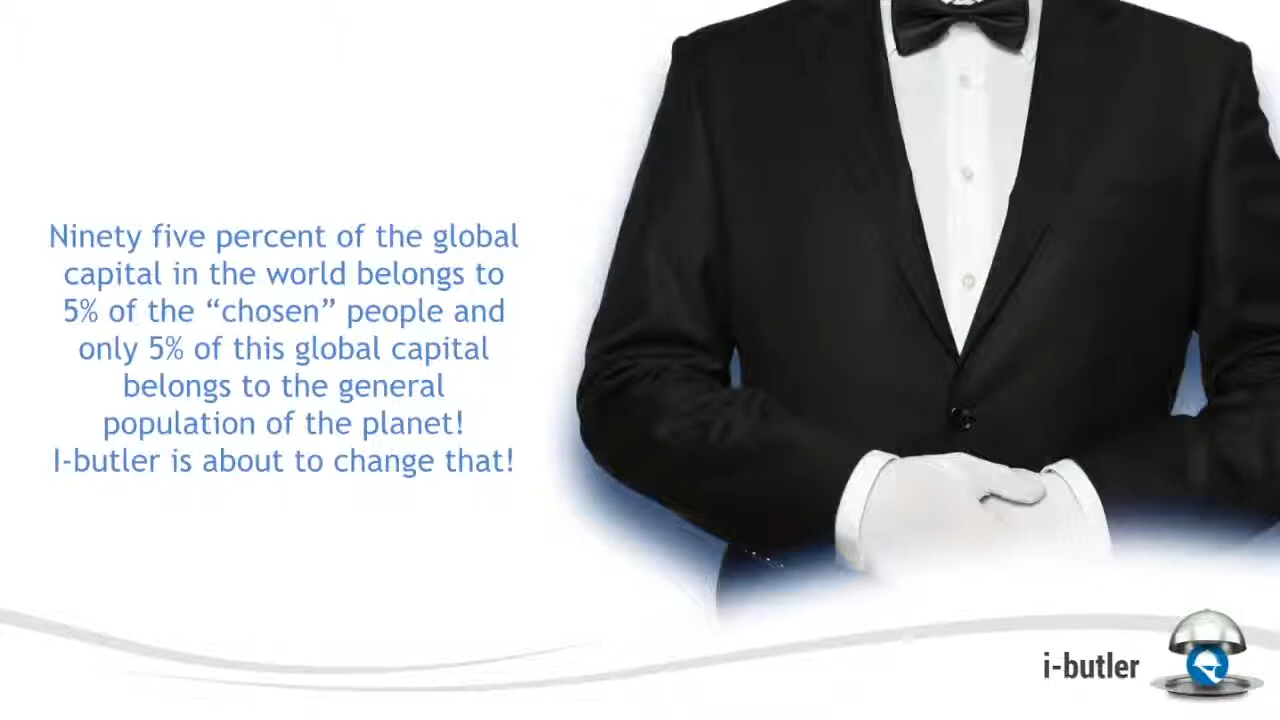 Ninety five percent of the global
capital in the world belongs to
5% of the “chosen” people and
only 5% of this global capital
belongs to the general
population of the planet!
I-butler is about to change that!
i-butler